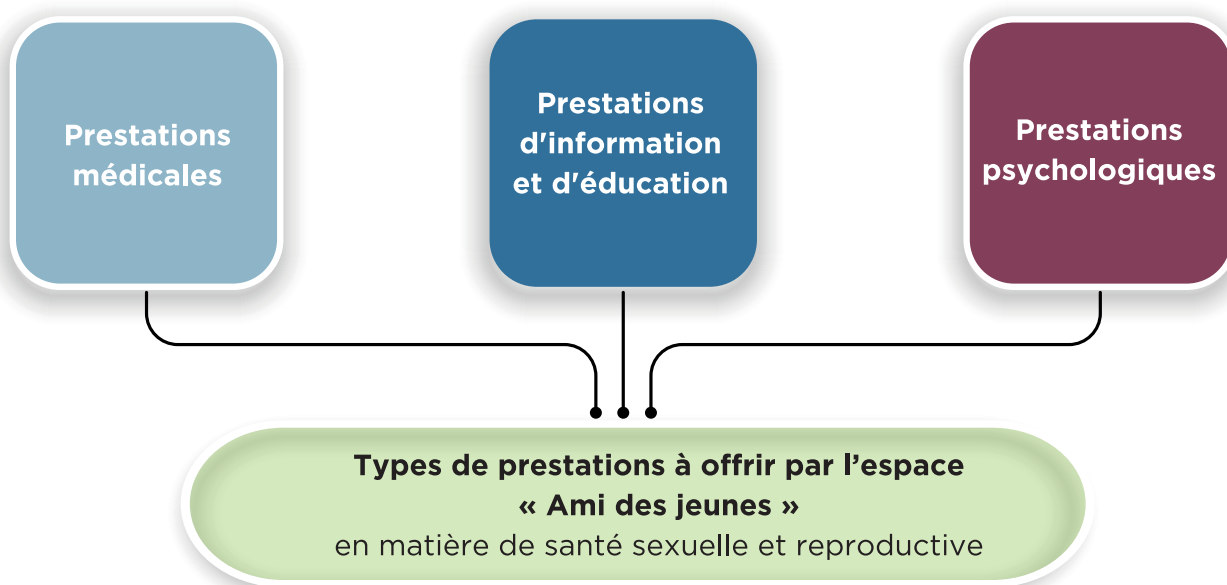 Prestations
médicales
Prestations
d'information
et d'éducation
Prestations
psychologiques
Types de prestations à offrir par l’espace
« Ami des jeunes »
en matière de santé sexuelle et reproductive